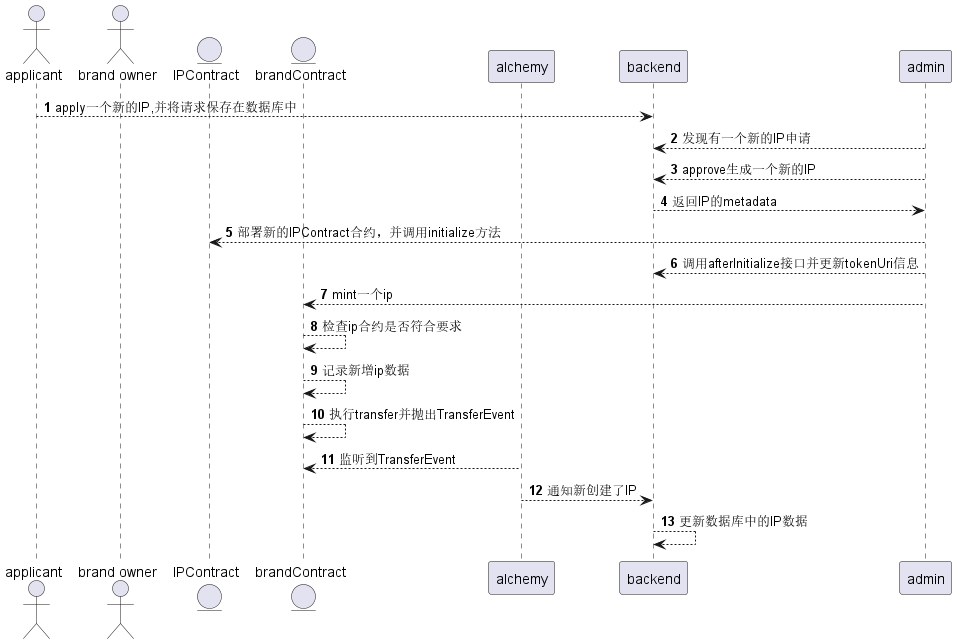 applicant brand owner IPContract brandContract alchemy backend admin
1 apply一个新的IP,并将请求保存在数据库中
2 发现有一个新的IP申请
3 approve生成一个新的IP
4 返回IP的metadata
5 部署新的IPContract合约，并调用initialize方法
6 调用afterInitialize接口并更新tokenUri信息
7 mint一个ip
8 检查ip合约是否符合要求
9 记录新增ip数据
10 执行transfer并抛出TransferEvent
11 监听到TransferEvent
12 通知新创建了IP
13 更新数据库中的IP数据
applicant brand owner IPContract brandContract alchemy backend admin